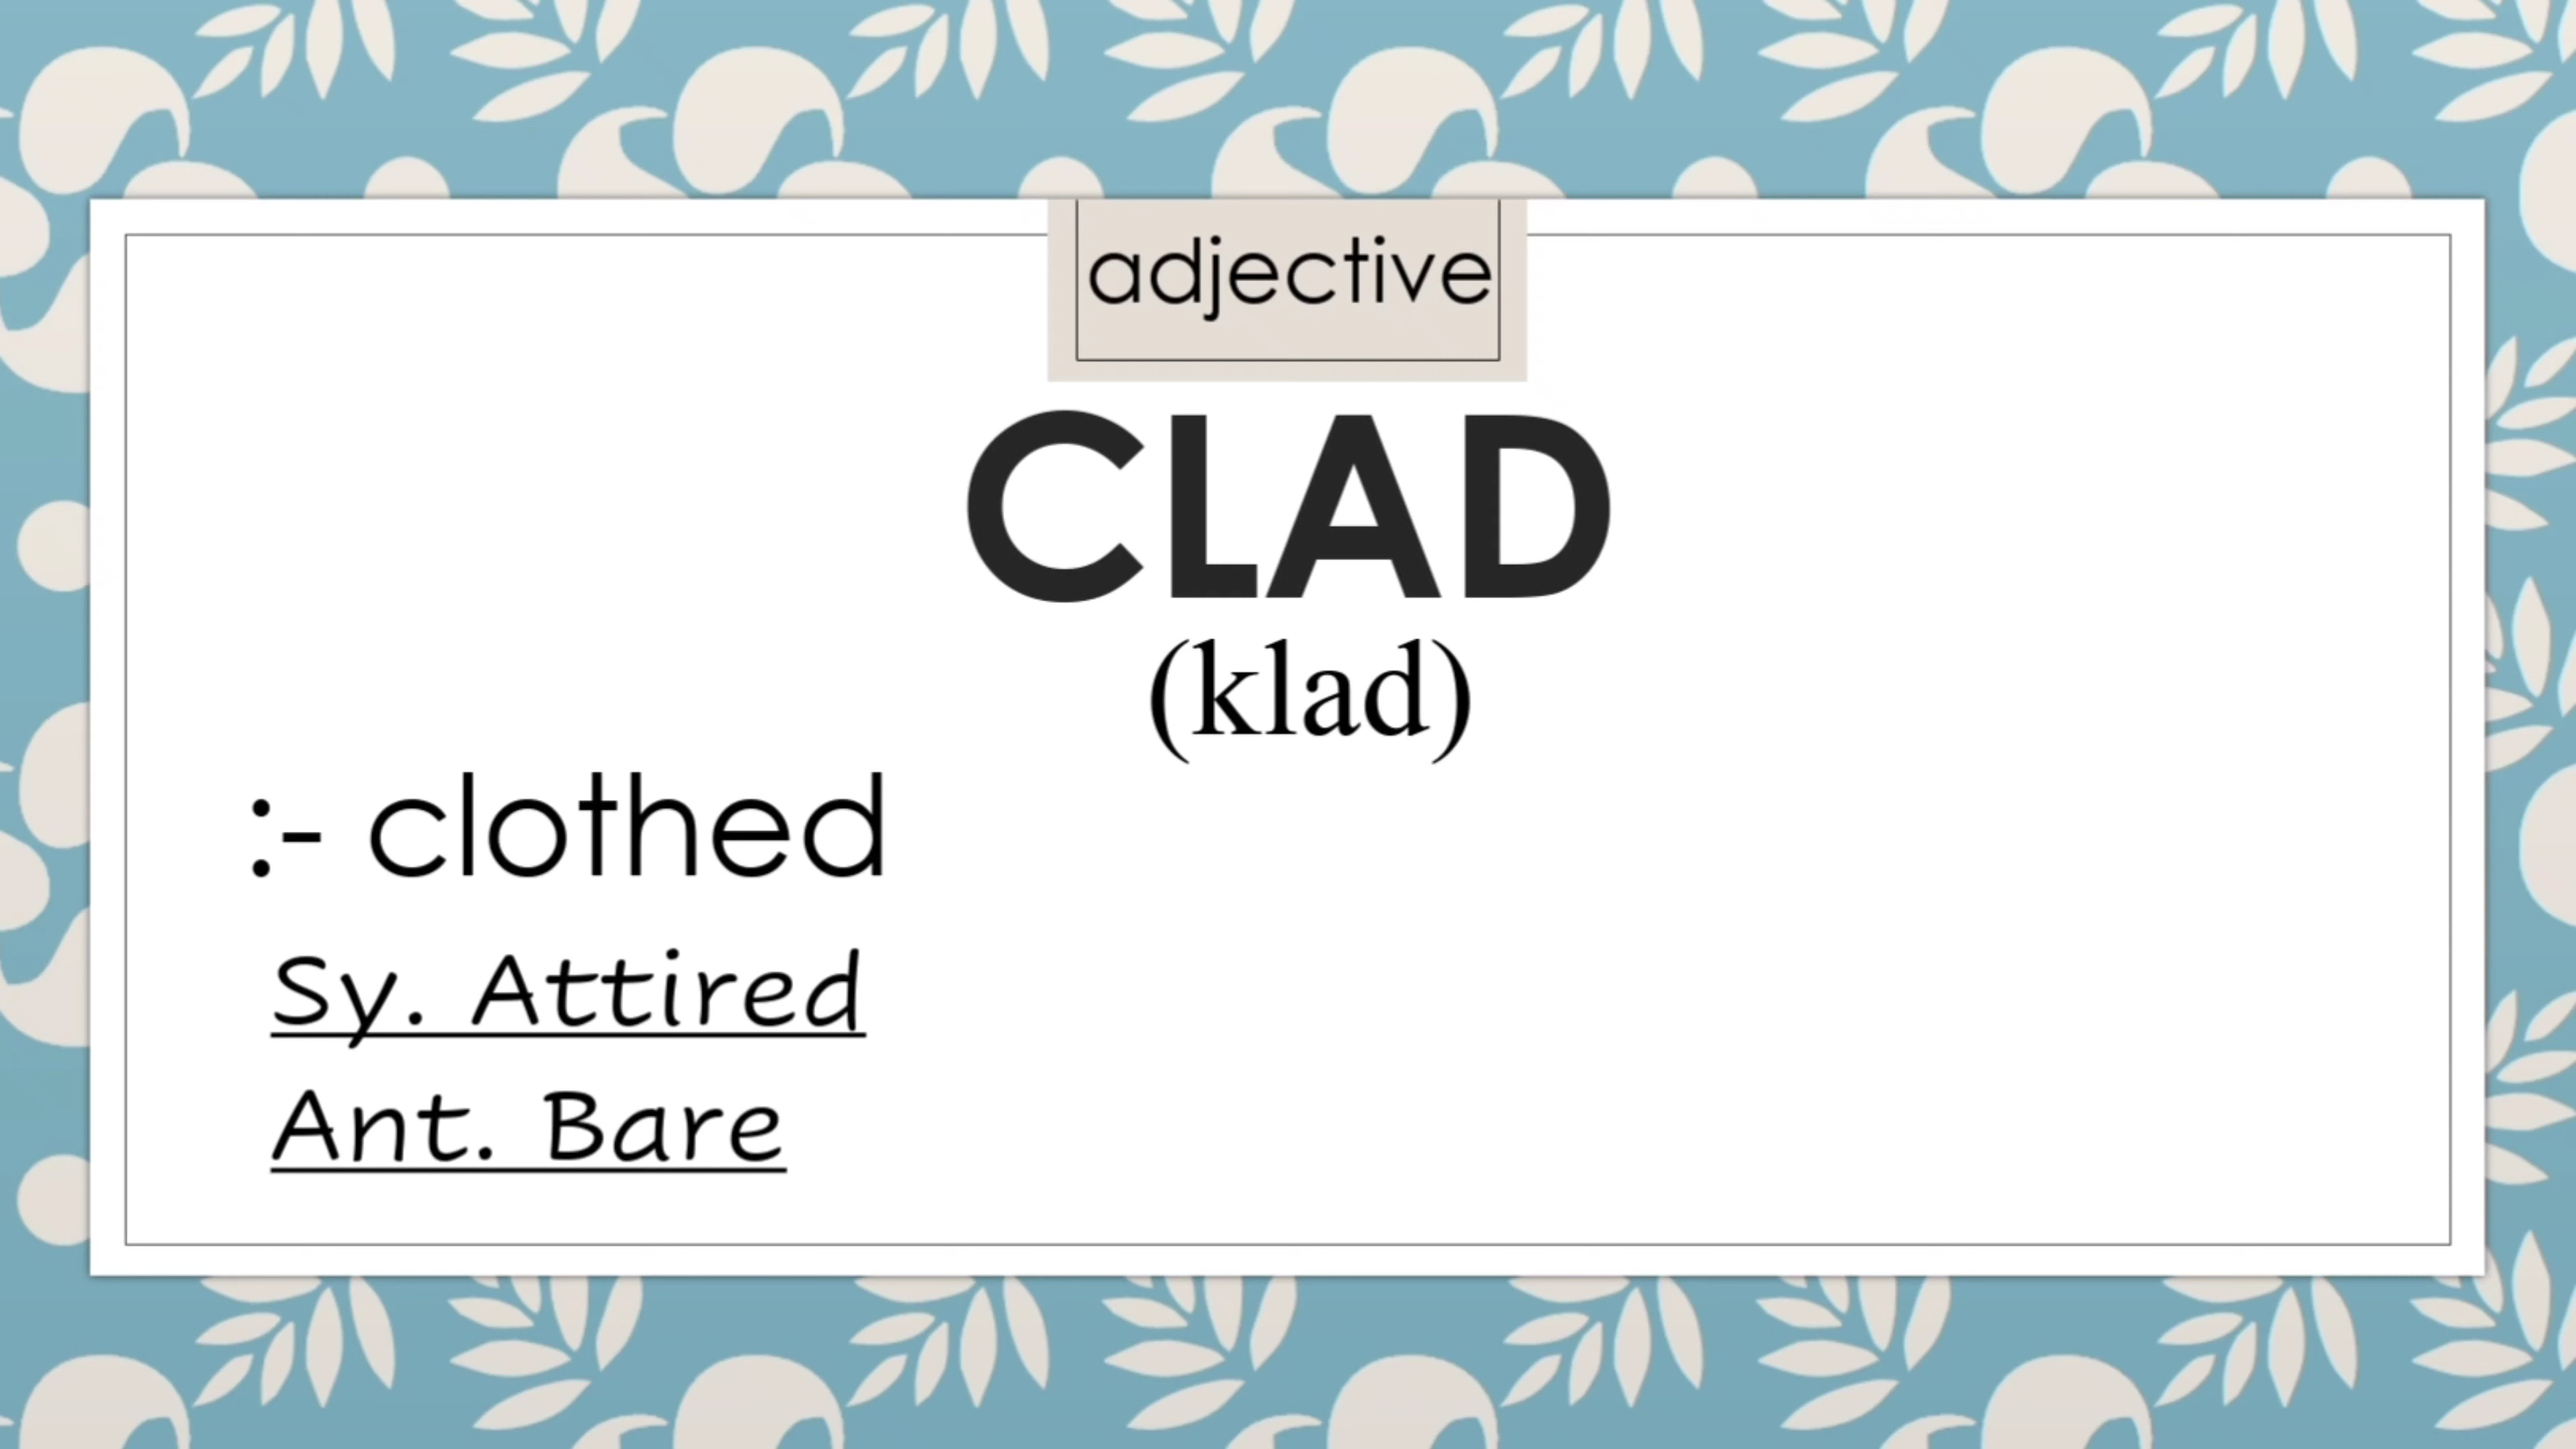 adjective
CLAD
(klad)
:- clothed
Sy. Attired
Ant. Bare